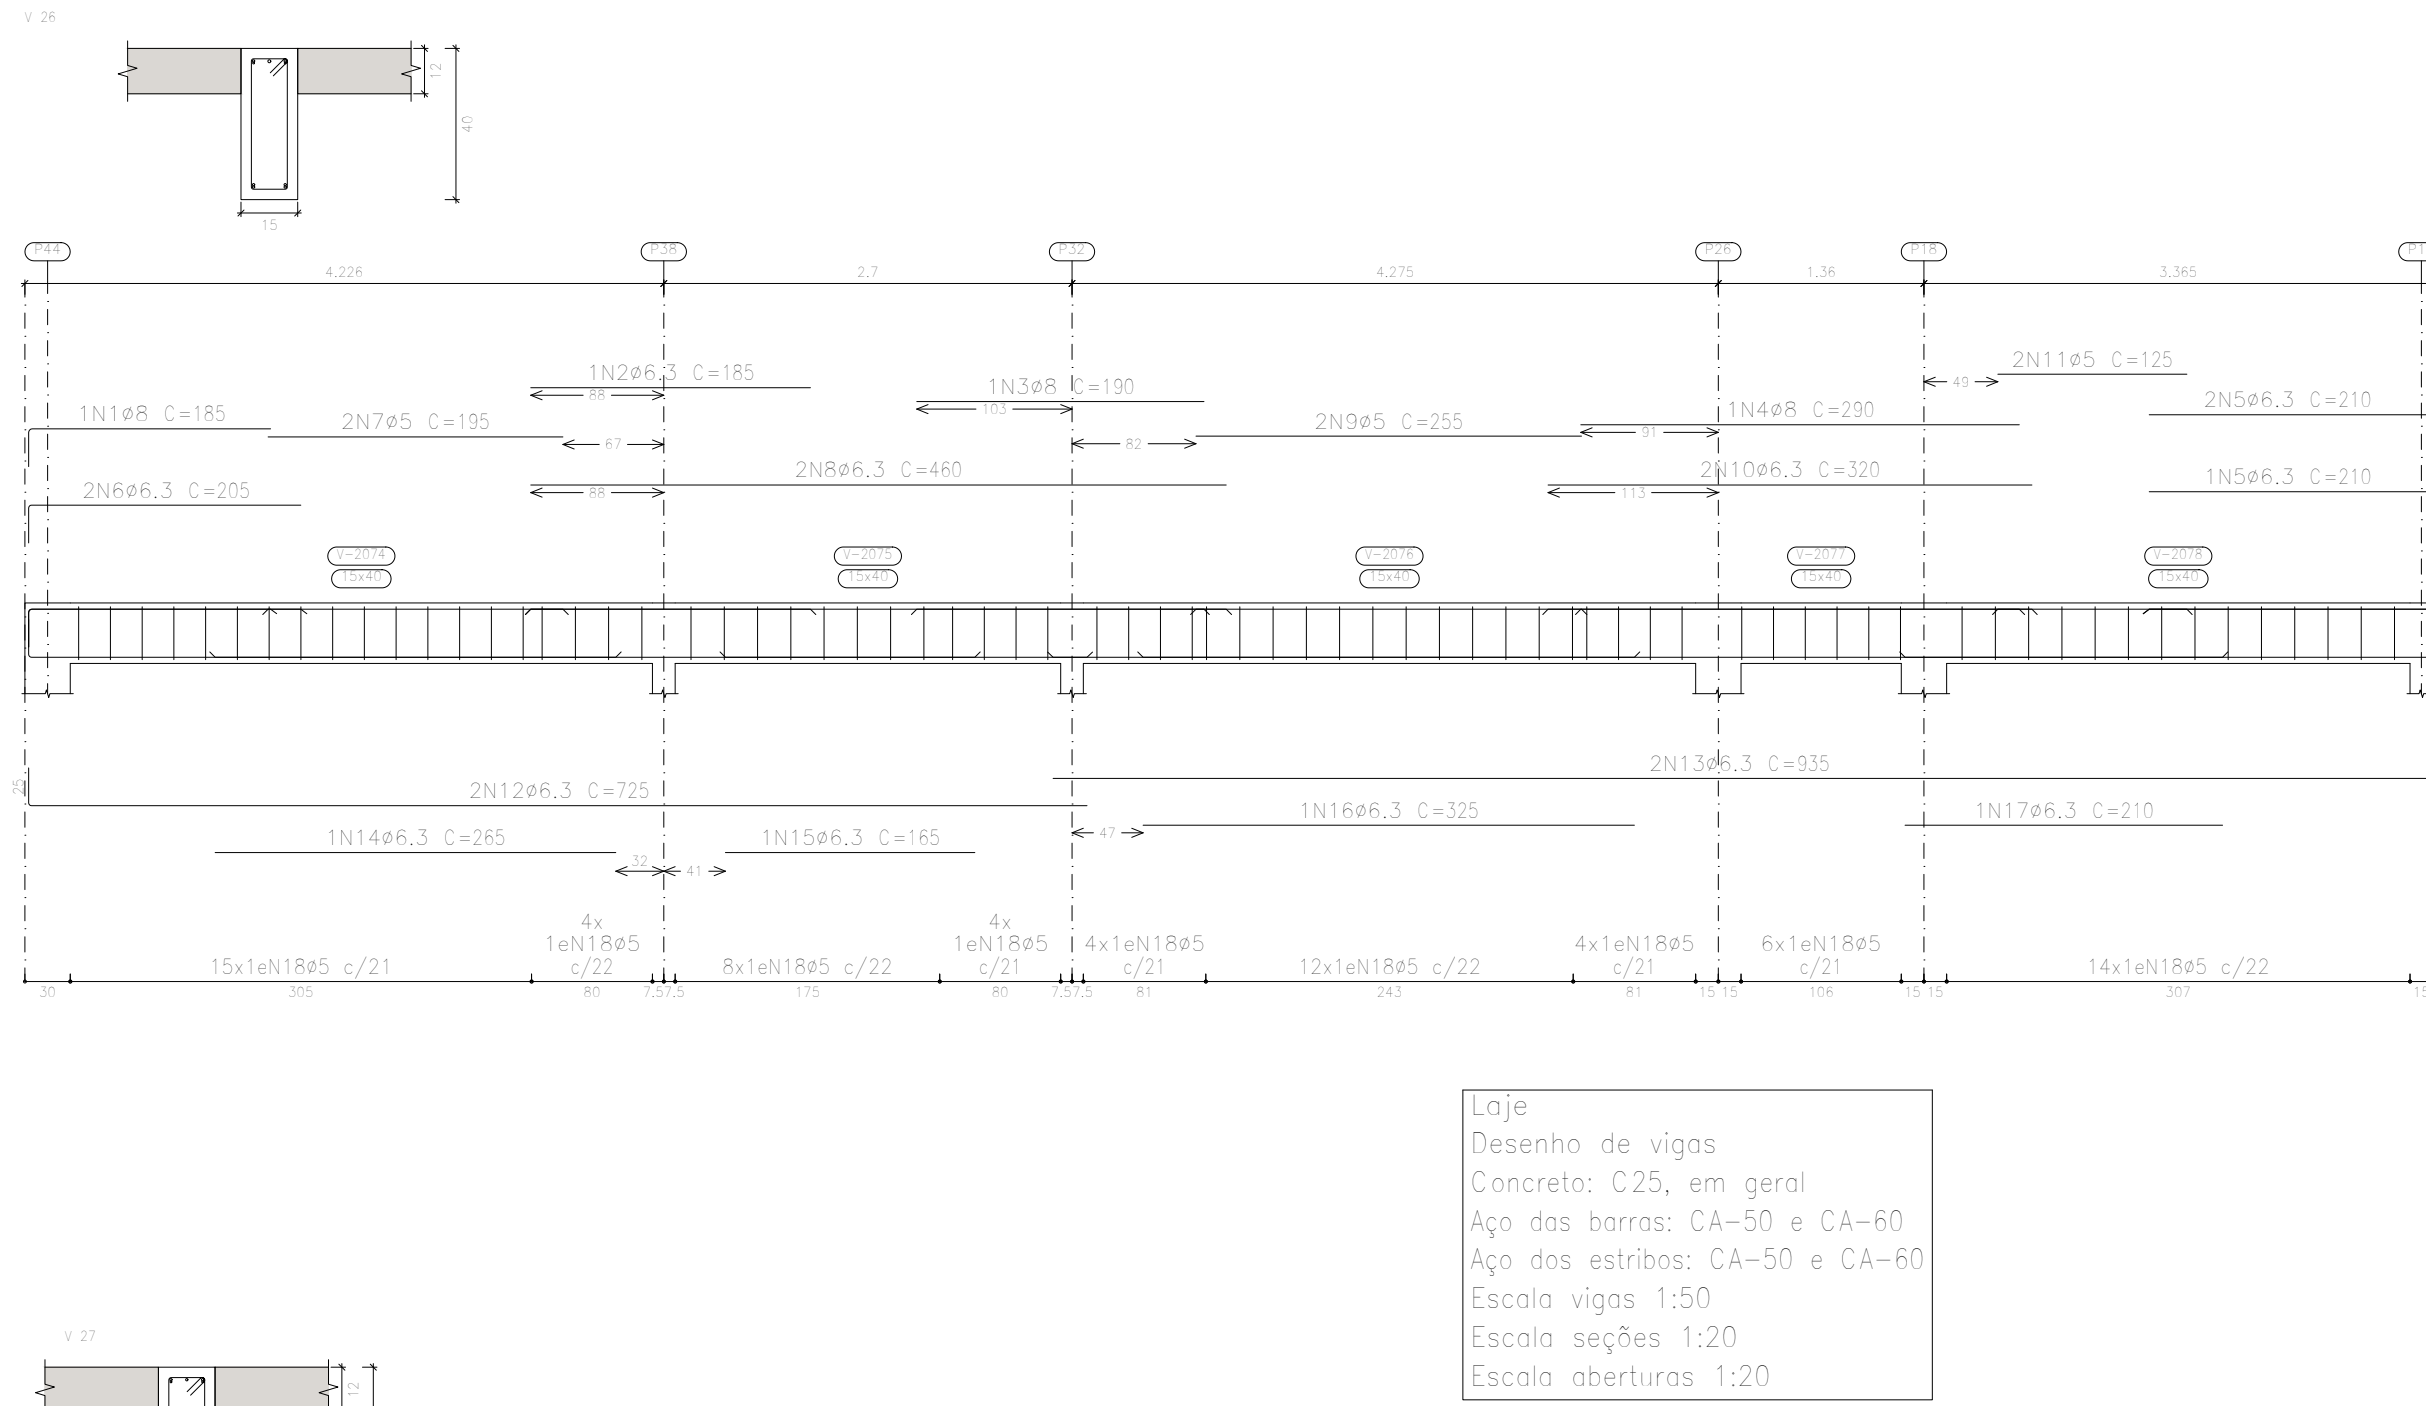 V 26
12
40
15
P44
P38
P32
P26
P18
4.226
2.7
4.275
1.36
3.365
1N2ø6.3 C=185
88
1N3ø8 C=190
103
2N11ø5 C=125
49
1N1ø8 C=185
2N7ø5 C=195
67
82
2N9ø5 C=255
1N4ø8 C=290
91
2N5ø6.3 C=210
2N6ø6.3 C=205
2N8ø6.3 C=460
88
2N10ø6.3 C=320
113
1N5ø6.3 C=210
V-2074
15x40
V-2075
15x40
V-2076
15x40
V-2077
15x40
V-2078
15x40
25
2N12ø6.3 C=725
2N13ø6.3 C=935
1N14ø6.3 C=265
32
41
1N15ø6.3 C=165
47
1N16ø6.3 C=325
1N17ø6.3 C=210
15x1eN18ø5 c/21
4x
1eN18ø5
c/22
8x1eN18ø5 c/22
4x
1eN18ø5
c/21
4x1eN18ø5
c/21
12x1eN18ø5 c/22
4x1eN18ø5
c/21
6x1eN18ø5
c/21
14x1eN18ø5 c/22
30
305
80
7.5
7.5
175
80
7.5
7.5
81
243
81
15
15
106
15
15
307
15
Laje
Desenho de vigas
Concreto: C25, em geral
Aço das barras: CA-50 e CA-60
Aço dos estribos: CA-50 e CA-60
Escala vigas 1:50
Escala seções 1:20
Escala aberturas 1:20
V 27
12